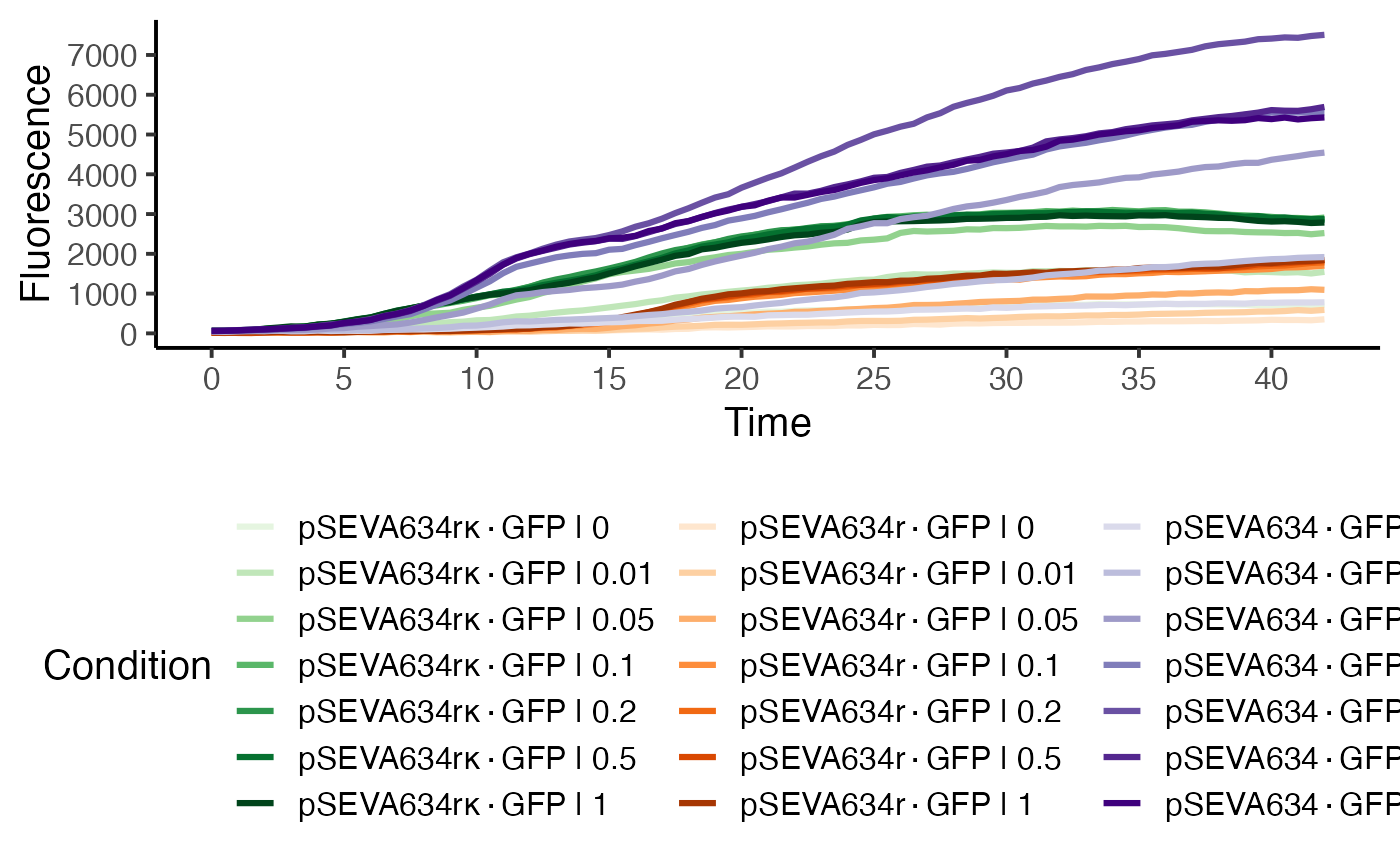 Fluorescence
7000
6000
5000
4000
3000
2000
1000
0
0 5 10 15 20 25 30 35 40
Time
Condition
pSEVA634rκ · GFP | 0
pSEVA634rκ · GFP | 0.01
pSEVA634rκ · GFP | 0.05
pSEVA634rκ · GFP | 0.1
pSEVA634rκ · GFP | 0.2
pSEVA634rκ · GFP | 0.5
pSEVA634rκ · GFP | 1
pSEVA634r · GFP | 0
pSEVA634r · GFP | 0.01
pSEVA634r · GFP | 0.05
pSEVA634r · GFP | 0.1
pSEVA634r · GFP | 0.2
pSEVA634r · GFP | 0.5
pSEVA634r · GFP | 1
pSEVA634 · GFP
pSEVA634 · GFP
pSEVA634 · GFP
pSEVA634 · GFP
pSEVA634 · GFP
pSEVA634 · GFP
pSEVA634 · GFP